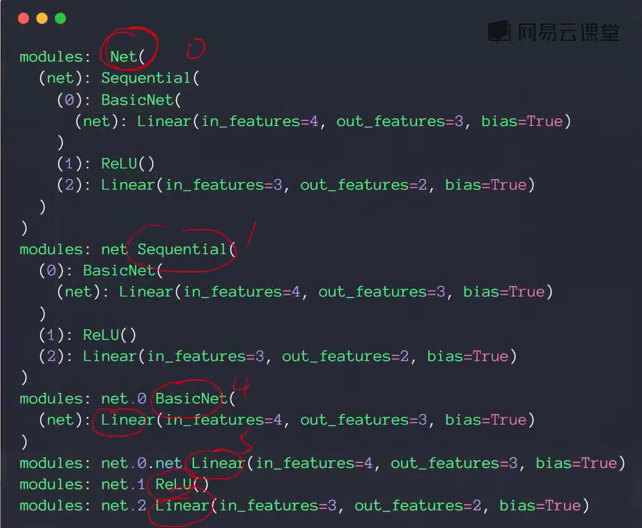 网易云课堂
modules:  Net( 0
(net): Sequential(
(0): BasicNet(
(net): Linear(in_features=4, out_features=3, bias=True)
)
(1): ReLU()
(2): Linear(in_features=3, out_features=2, bias=True)
)
)
modules: net Sequential( 1
(0): BasicNet(
(net): Linear(in_features=4, out_features=3, bias=True)
)
(1): ReLU()
(2): Linear(in_features=3, out_features=2, bias=True)
)
modules: net.0 BasicNet( 4
(net): Linear(in_features=4, out_features=3, bias=True)
)
modules: net.0.net Linear(in_features=4, out_features=3, bias=True)
modules: net.1 ReLU()
modules: net.2 Linear(in_features=3, out_features=2, bias=True)